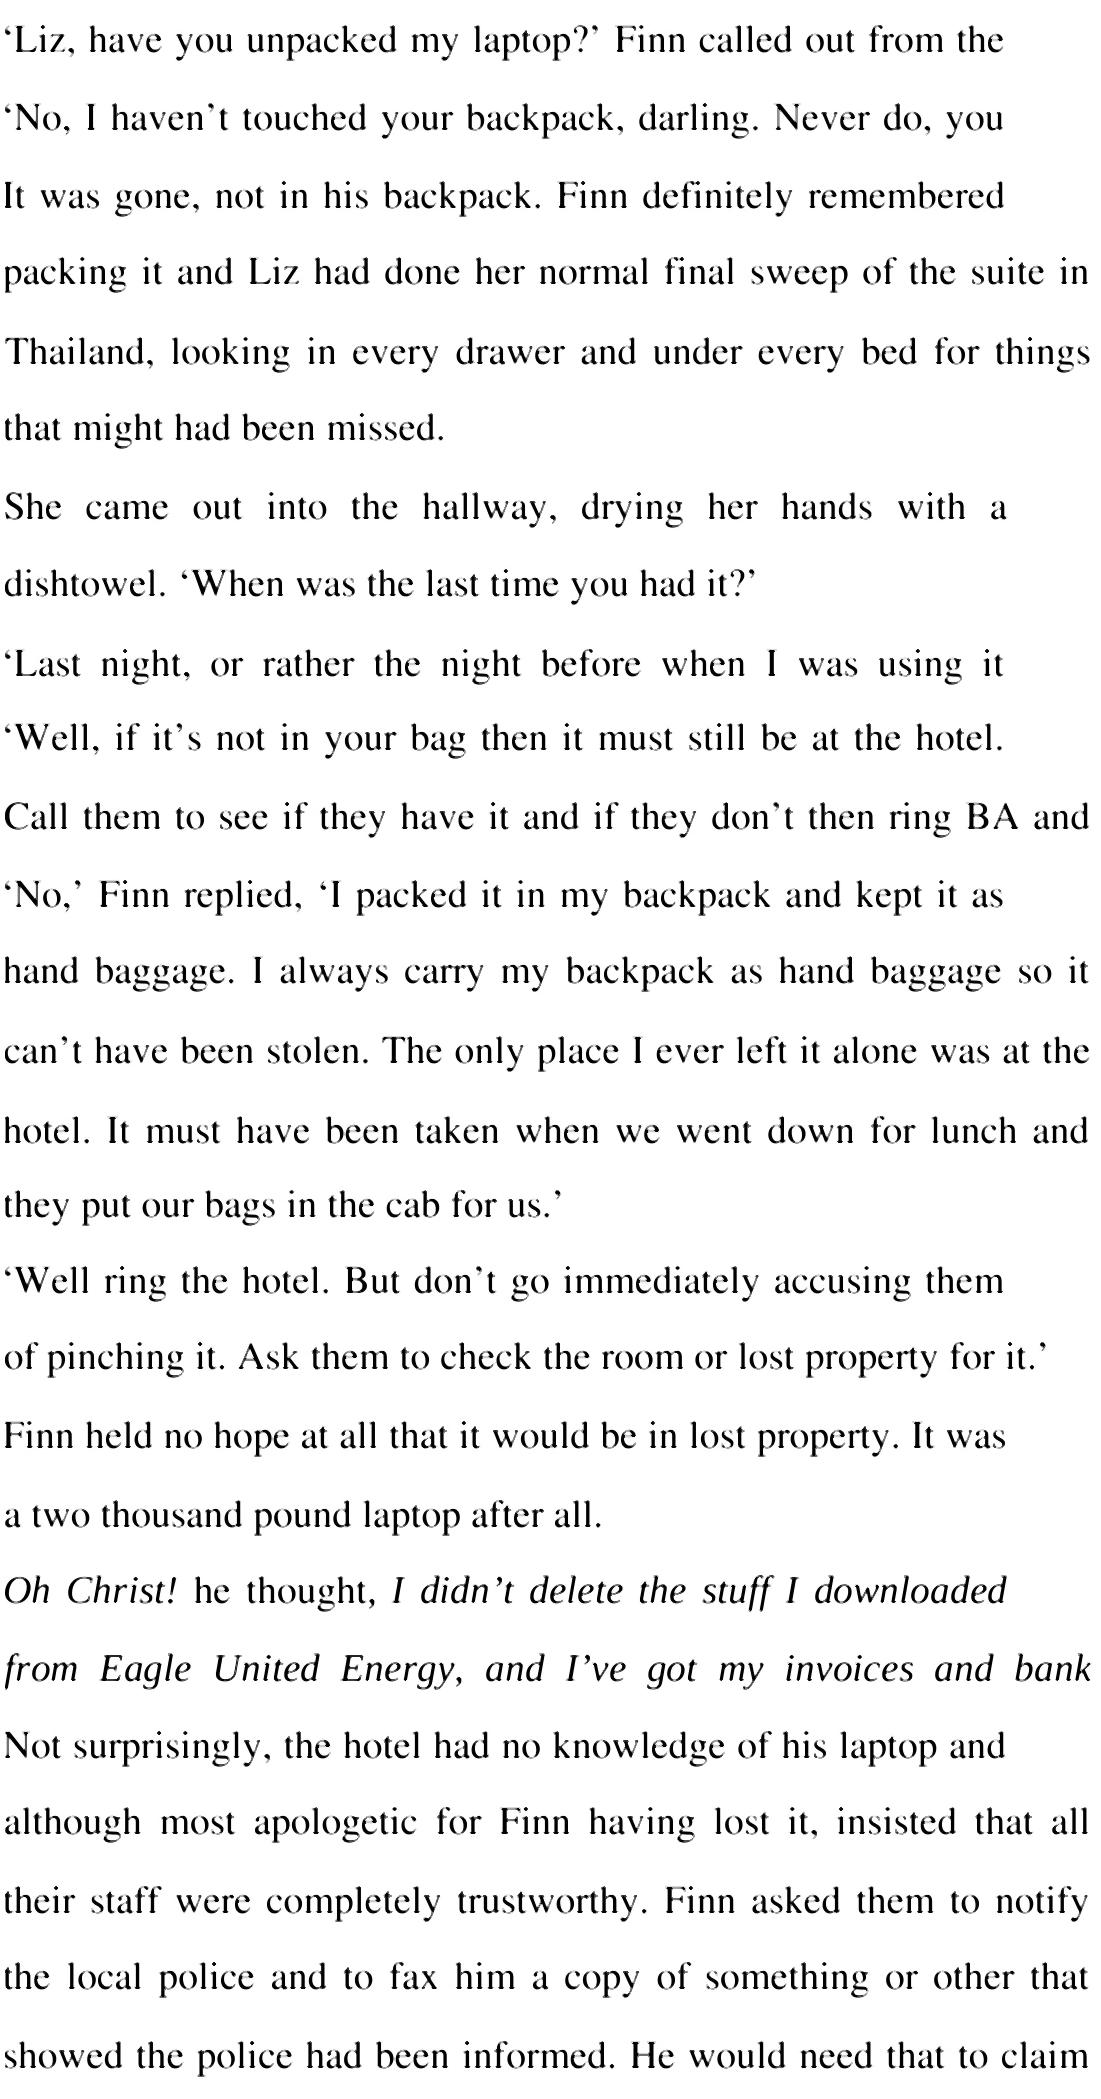 ‘Liz, have you unpacked my laptop?’ Finn called out from the
‘No, I haven’t touched your backpack, darling. Never do, you
It was gone, not in his backpack. Finn definitely remembered
packing it and Liz had done her normal final sweep of the suite in
Thailand, looking in every drawer and under every bed for things
that might had been missed.
She came out into the hallway, drying her hands with a
dishtowel. ‘When was the last time you had it?’
‘Last night, or rather the night before when I was using it
‘Well, if it’s not in your bag then it must still be at the hotel.
Call them to see if they have it and if they don’t then ring BA and
‘No,’ Finn replied, ‘I packed it in my backpack and kept it as
hand baggage. I always carry my backpack as hand baggage so it
can’t have been stolen. The only place I ever left it alone was at the
hotel. It must have been taken when we went down for lunch and
they put our bags in the cab for us.’
‘Well ring the hotel. But don’t go immediately accusing them
of pinching it. Ask them to check the room or lost property for it.’
Finn held no hope at all that it would be in lost property. It was
a two thousand pound laptop after all.
Oh Christ! he thought, I didn’t delete the stuff I downloaded
from Eagle United Energy, and I’ve got my invoices and bank
Not surprisingly, the hotel had no knowledge of his laptop and
although most apologetic for Finn having lost it, insisted that all
their staff were completely trustworthy. Finn asked them to notify
the local police and to fax him a copy of something or other that
showed the police had been informed. He would need that to claim